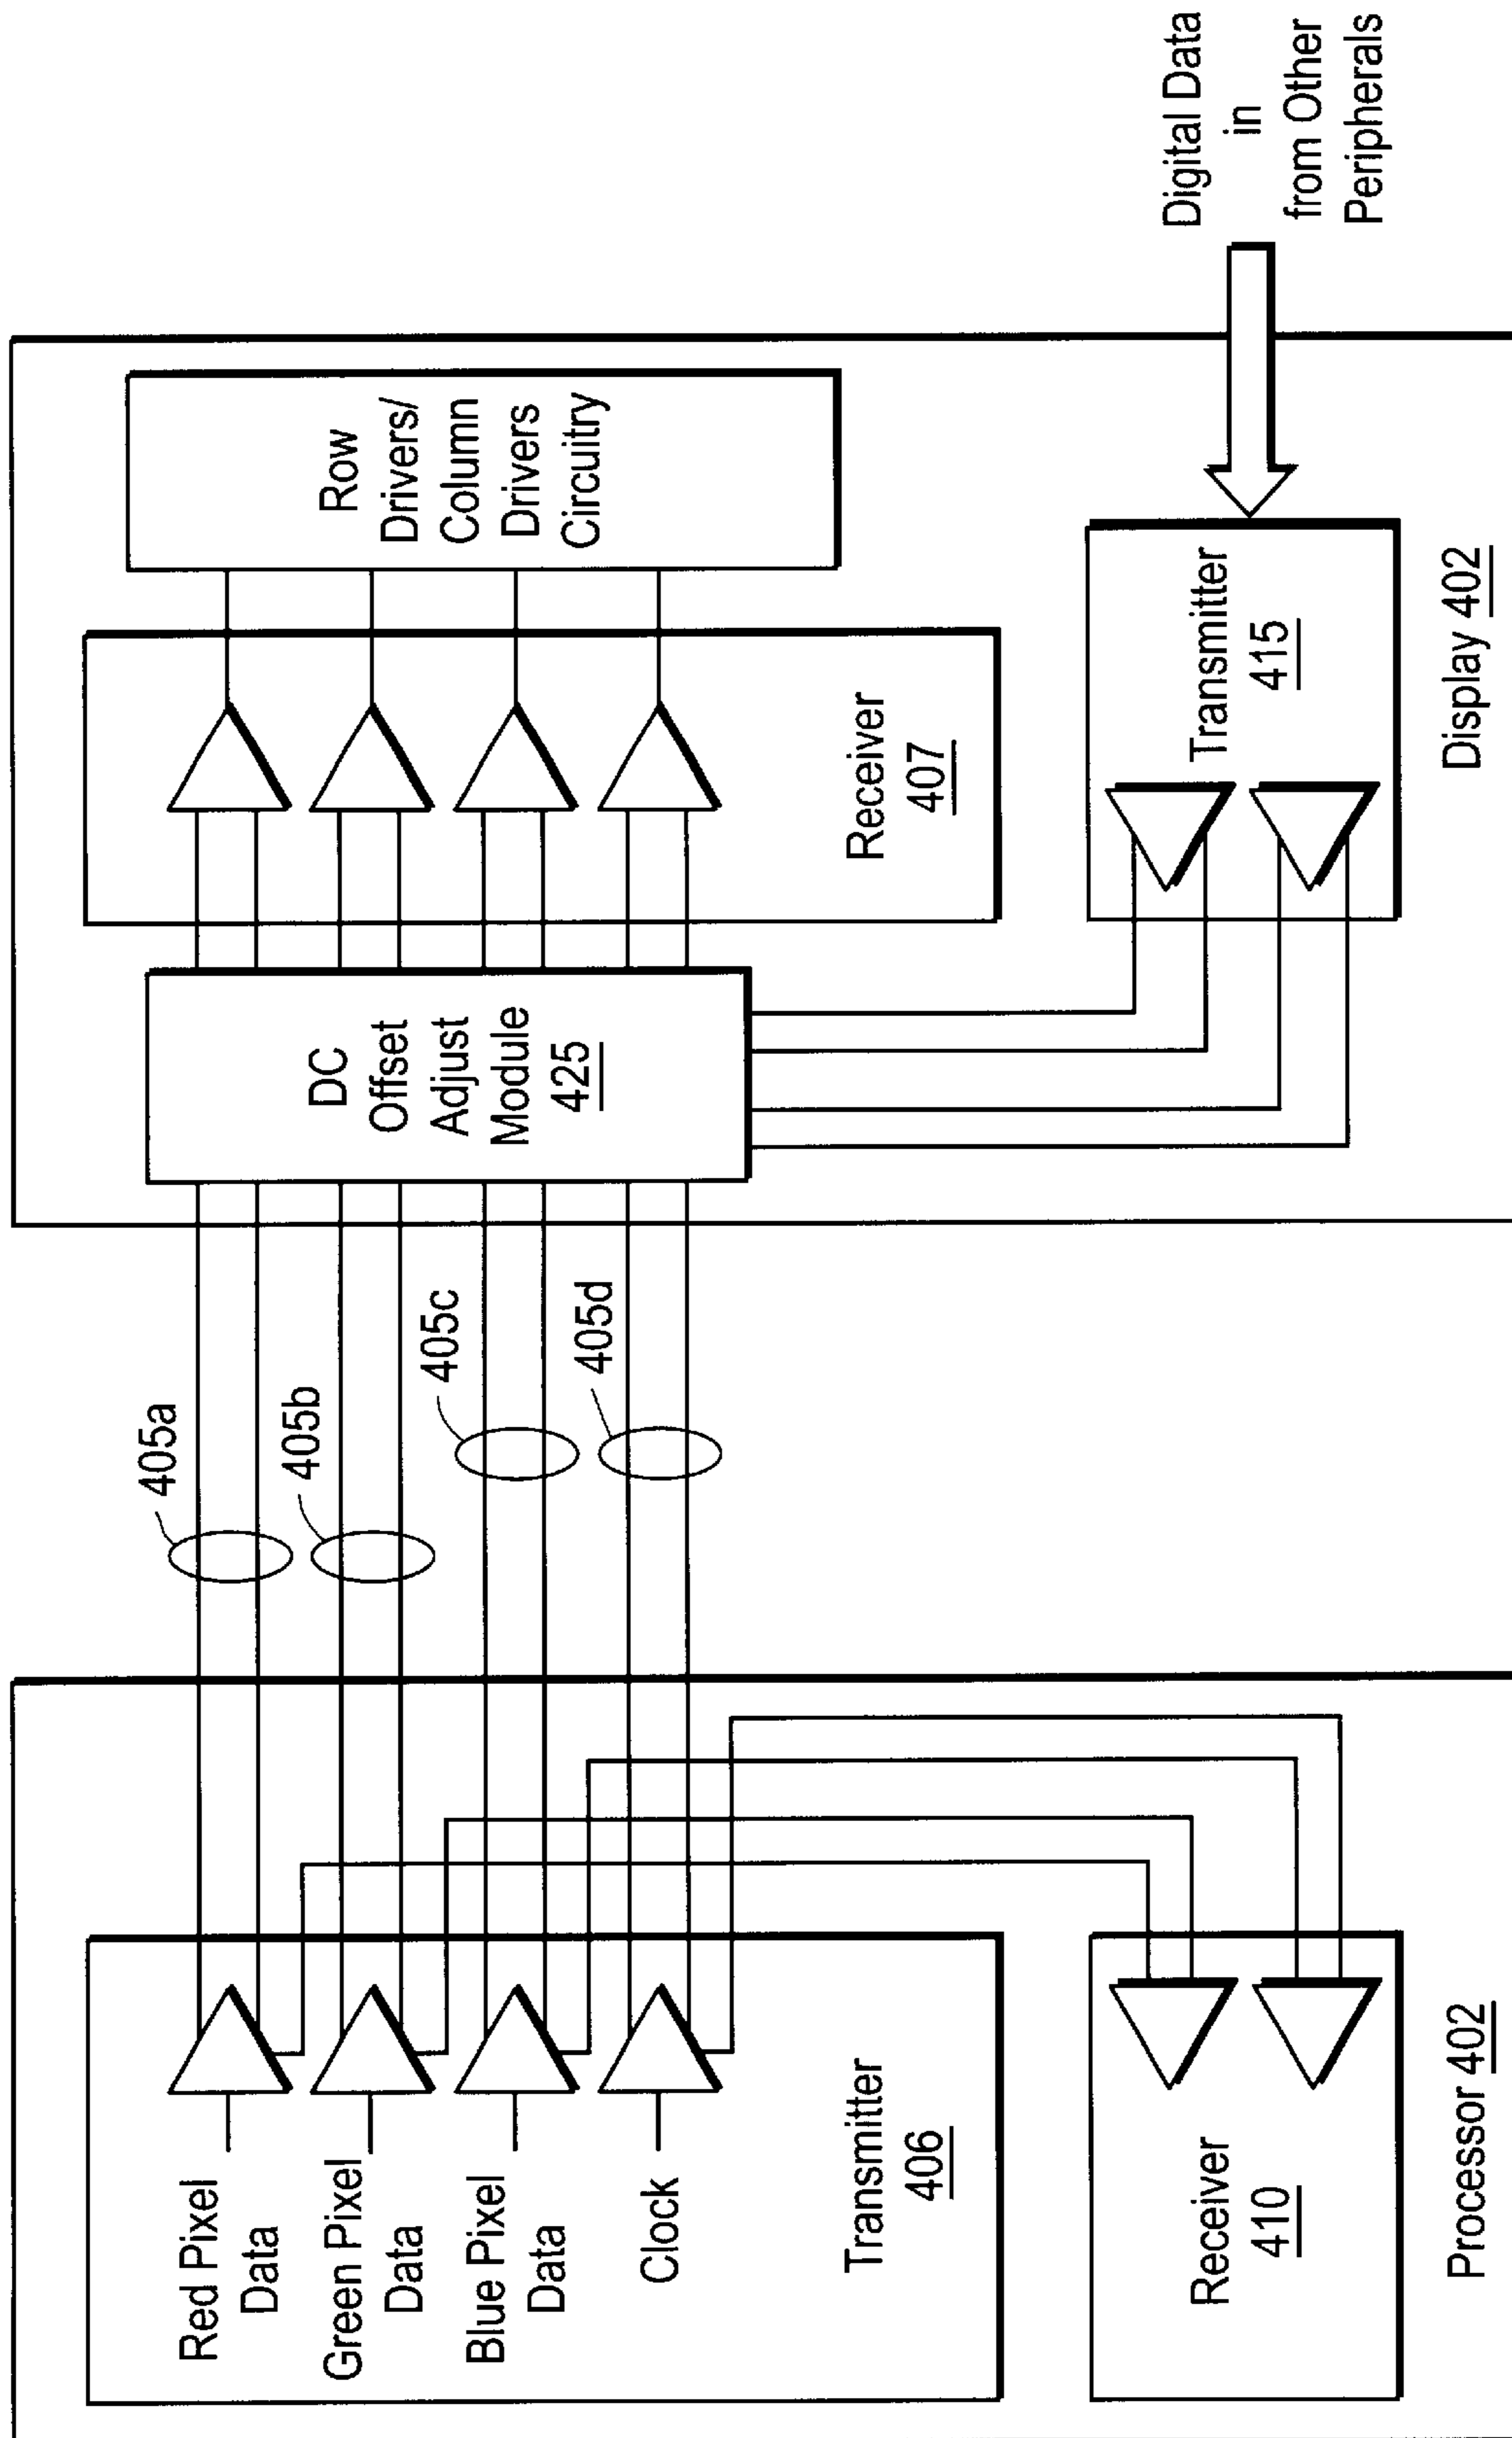 Red Pixel
Data
Green Pixel
Data
Blue Pixel
Data
Clock
Transmitter
406
Receiver
410
Processor 402
405a
405b
405c
405d
DC
Offset
Adjust
Module
425
Receiver
407
Row
Drivers/
Column
Drivers
Circuitry
Transmitter
415
Display 402
Digital Data
in
from Other
Peripherals